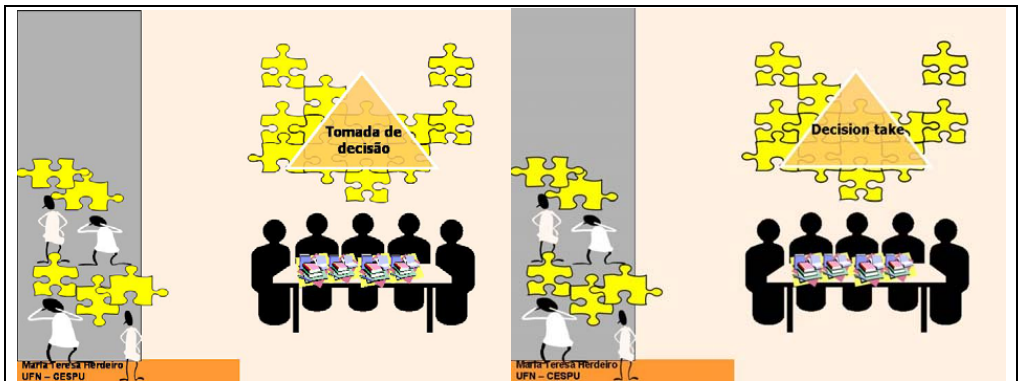 Tomada de
decisão
Maria Teresa Herdeiro
UFN – CESPU
Decision take
Maria Teresa Herdeiro
UFN – CESPU